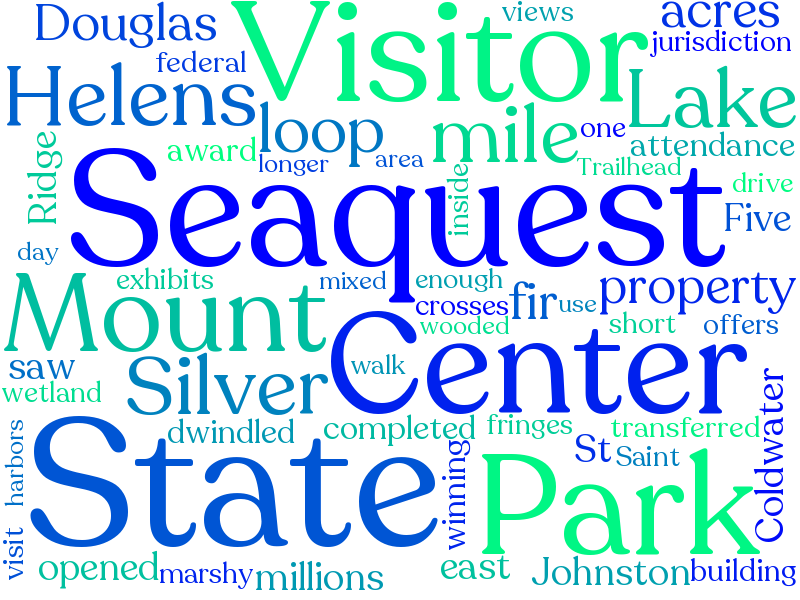 Douglas
Visitor
views
acres
federal
jurisdiction
Helens
loop
mile
one
Lake
award
longer
area
attendance
Ridge
inside
Trailhead
drive
Seaquest
Five
day
exhibits
mixed
enough
property
Mount
crosses
fir
use
wooded
short
offers
saw
Silver
walk
Center
wetland
harbors
dwindled
completed
fringes
transferred
Coldwater
State
winning
St
Saint
Park
visit
opened
marshy
millions
east
Johnston
building